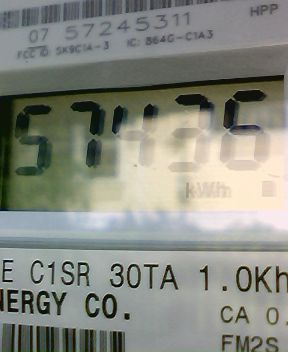 HPP
07 57245311
FCC ID SK9C1A-3 IC: 864G-C1A3
57436
kWh
E C1SR 30TA 1.0Kh
NERGY CO.
CA 0.
FM2S